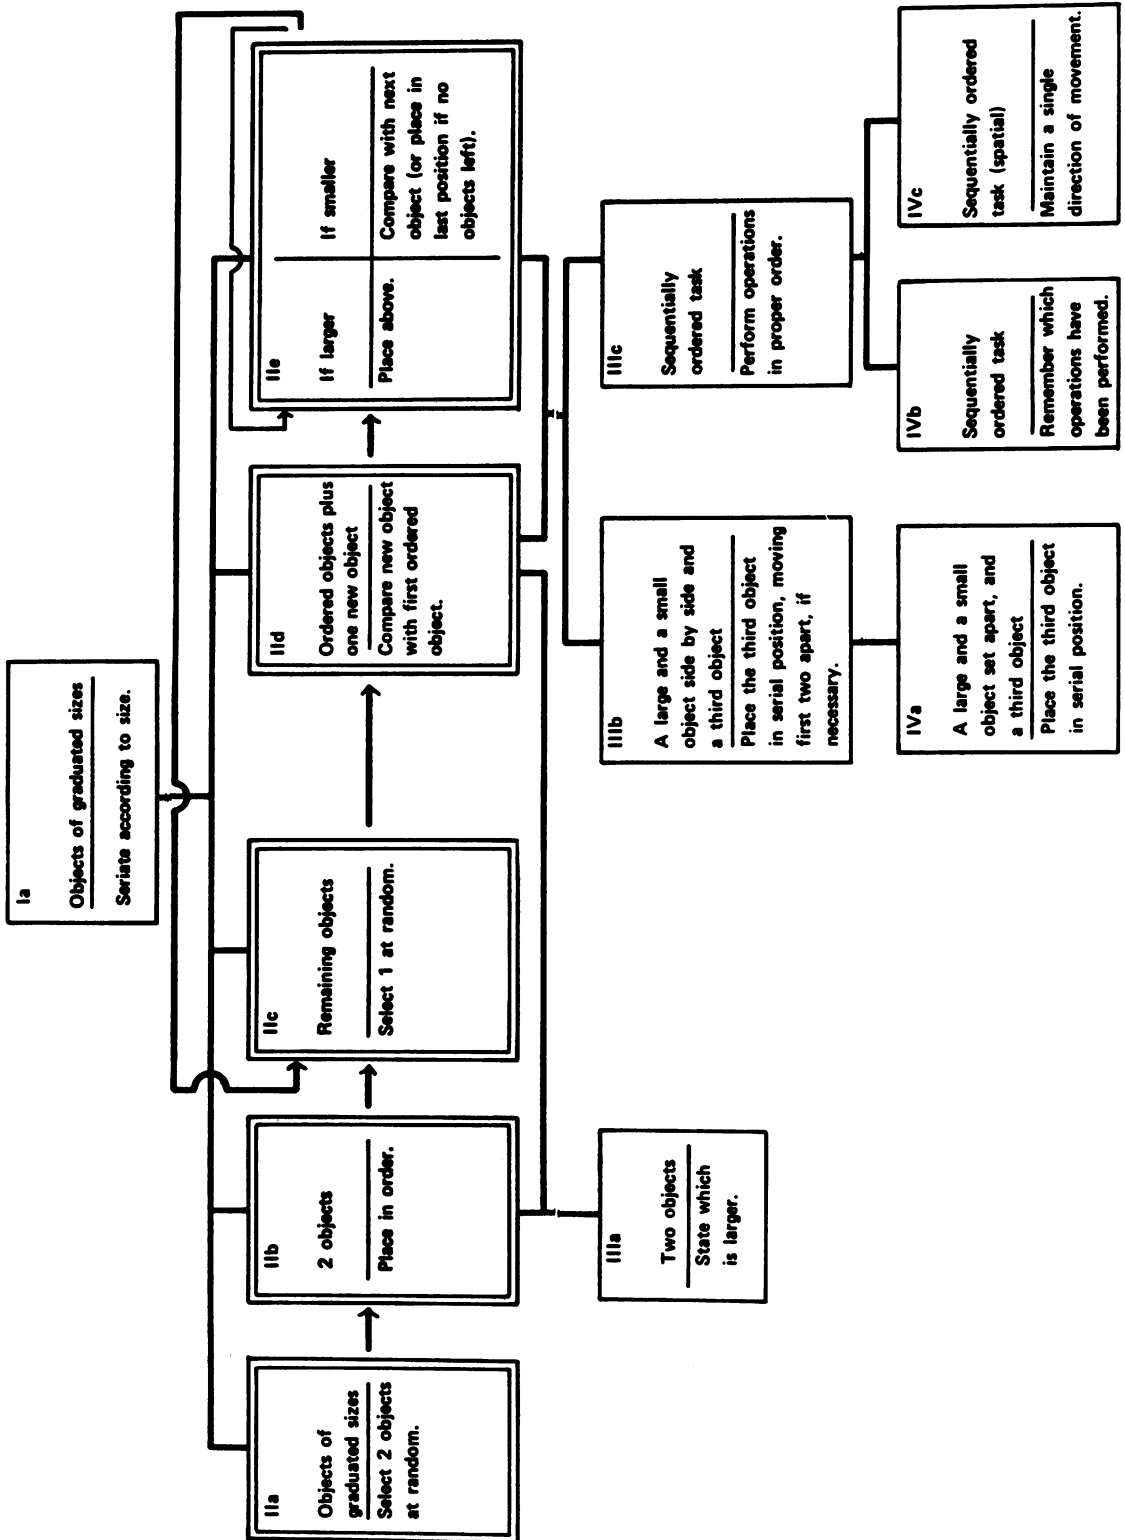 Ia
Objects of graduated sizes
Seriate according to size.
IIa
Objects of
graduated sizes
Select 2 objects
at random.
IIb
2 objects
Place in order.
IIc
Remaining objects
Select 1 at random.
IId
Ordered objects plus
one new object
Compare new object
with first ordered
object.
IIe
If larger
If smaller
Place above.
Compare with next
object (or place in
last position if no
objects left).
IIIa
Two objects
State which
is larger.
IIIb
A large and a small
object side by side and
a third object
Place the third object
in serial position, moving
first two apart, if
necessary.
IIIc
Sequentially
ordered task
Perform operations
in proper order.
IVa
A large and a small
object set apart, and
a third object
Place the third object
in serial position.
IVb
Sequentially
ordered task
Remember which
operations have
been performed.
IVc
Sequentially ordered
task (spatial)
Maintain a single
direction of movement.